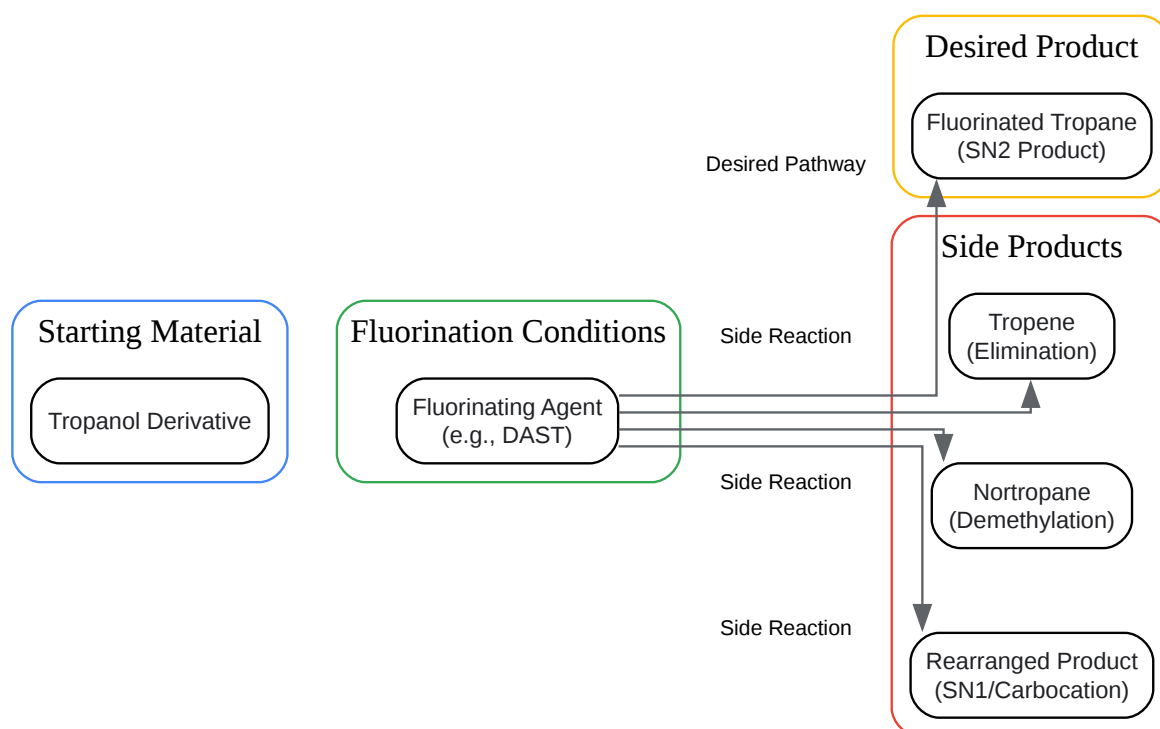 Starting Material
Tropanol Derivative
Fluorination Conditions
Fluorinating Agent
(e.g., DAST)
Desired Pathway
Side Reaction
Side Reaction
Side Reaction
Desired Product
Fluorinated Tropane
(SN2 Product)
Side Products
Tropene
(Elimination)
Nortropane
(Demethylation)
Rearranged Product
(SN1/Carbocation)